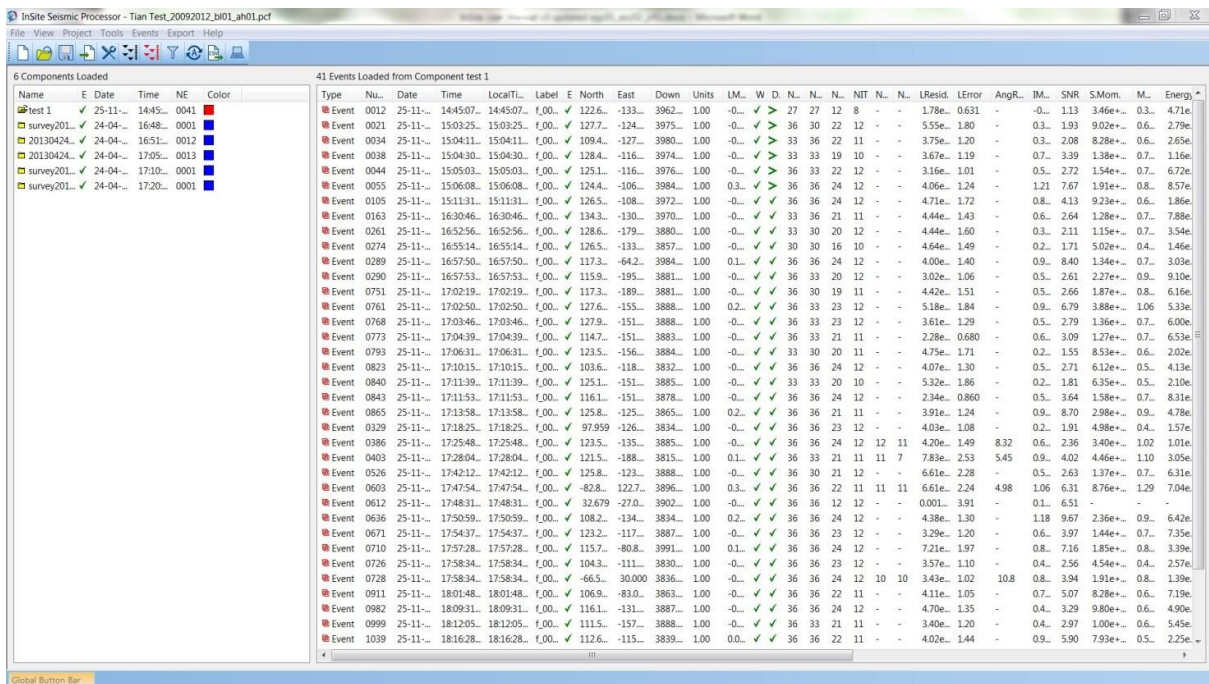 InSite Seismic Processor - Tian Test_20092012_bl01_ah01.pcf
File View Project Tools Events Export Help
6 Components Loaded
Name E Date Time NE Color
test 1 ✓ 25-11-... 14:45:... 0041
survey201... ✓ 24-04-... 16:48:... 0001
20130424... ✓ 24-04-... 16:51:... 0012
20130424... ✓ 24-04-... 17:05:... 0013
survey201... ✓ 24-04-... 17:10:... 0001
survey201... ✓ 24-04-... 17:20:... 0001
41 Events Loaded from Component test 1
Type Nu... Date Time LocalTi... Label E North East Down Units LM... W D. N... N... N... NIT N... N... LResid. LError AngR... IM... SNR S.Mom. M... Energy
Event 0012 25-11-... 14:45:07... 14:45:07... f_00... ✓ 122.6... -133... 3962... 1.00 -0.... ✓ > 27 27 12 8 - - 1.78e... 0.631 - -0.... 1.13 3.46e+... 0.3... 4.71e.
Event 0021 25-11-... 15:03:25... 15:03:25... f_00... ✓ 127.7... -124... 3975... 1.00 -0.... ✓ > 36 30 22 12 - - 5.55e... 1.80 - 0.3... 1.93 9.02e+... 0.6... 2.79e.
Event 0034 25-11-... 15:04:11... 15:04:11... f_00... ✓ 109.4... -127... 3980... 1.00 -0.... ✓ > 33 36 22 11 - - 3.75e... 1.20 - 0.3... 2.08 8.28e+... 0.6... 2.65e.
Event 0038 25-11-... 15:04:30... 15:04:30... f_00... ✓ 128.4... -116... 3974... 1.00 -0.... ✓ > 33 33 19 10 - - 3.67e... 1.19 - 0.7... 3.39 1.38e+... 0.7... 1.16e.
Event 0044 25-11-... 15:05:03... 15:05:03... f_00... ✓ 125.1... -116... 3976... 1.00 -0.... ✓ > 36 33 22 12 - - 3.16e... 1.01 - 0.5... 2.72 1.54e+... 0.7... 6.72e.
Event 0055 25-11-... 15:06:08... 15:06:08... f_00... ✓ 124.4... -106... 3984... 1.00 0.3... ✓ > 36 36 24 12 - - 4.06e... 1.24 - 1.21 7.67 1.91e+... 0.8... 8.57e.
Event 0105 25-11-... 15:11:31... 15:11:31... f_00... ✓ 126.5... -108... 3972... 1.00 -0.... ✓ ✓ 36 36 24 12 - - 4.71e... 1.72 - 0.8... 4.13 9.23e+... 0.6... 1.86e.
Event 0163 25-11-... 16:30:46... 16:30:46... f_00... ✓ 134.3... -130... 3970... 1.00 -0.... ✓ ✓ 33 36 21 11 - - 4.44e... 1.43 - 0.6... 2.64 1.28e+... 0.7... 7.88e.
Event 0261 25-11-... 16:52:56... 16:52:56... f_00... ✓ 128.6... -179... 3880... 1.00 -0.... ✓ ✓ 33 30 20 12 - - 4.44e... 1.60 - 0.3... 2.11 1.15e+... 0.7... 3.54e.
Event 0274 25-11-... 16:55:14... 16:55:14... f_00... ✓ 126.5... -133... 3857... 1.00 -0.... ✓ ✓ 30 30 16 10 - - 4.64e... 1.49 - 0.2... 1.71 5.02e+... 0.4... 1.46e.
Event 0289 25-11-... 16:57:50... 16:57:50... f_00... ✓ 117.3... -64.2... 3984... 1.00 0.1... ✓ ✓ 36 36 24 12 - - 4.00e... 1.40 - 0.9... 8.40 1.34e+... 0.7... 3.03e.
Event 0290 25-11-... 16:57:53... 16:57:53... f_00... ✓ 115.9... -195... 3881... 1.00 -0.... ✓ ✓ 36 33 20 12 - - 3.02e... 1.06 - 0.5... 2.61 2.27e+... 0.9... 9.10e.
Event 0751 25-11-... 17:02:19... 17:02:19... f_00... ✓ 117.3... -189... 3881... 1.00 -0.... ✓ ✓ 36 30 19 11 - - 4.42e... 1.51 - 0.5... 2.66 1.87e+... 0.8... 6.16e.
Event 0761 25-11-... 17:02:50... 17:02:50... f_00... ✓ 127.6... -155... 3888... 1.00 0.2... ✓ ✓ 36 33 23 12 - - 5.18e... 1.84 - 0.9... 6.79 3.88e+... 1.06 5.33e.
Event 0768 25-11-... 17:03:46... 17:03:46... f_00... ✓ 127.9... -151... 3888... 1.00 -0.... ✓ ✓ 36 33 23 12 - - 3.61e... 1.29 - 0.5... 2.79 1.36e+... 0.7... 6.00e.
Event 0773 25-11-... 17:04:39... 17:04:39... f_00... ✓ 114.7... -151... 3883... 1.00 -0.... ✓ ✓ 36 33 21 11 - - 2.28e... 0.680 - 0.6... 3.09 1.27e+... 0.7... 6.53e.
Event 0793 25-11-... 17:06:31... 17:06:31... f_00... ✓ 123.5... -156... 3884... 1.00 -0.... ✓ ✓ 33 30 20 11 - - 4.75e... 1.71 - 0.2... 1.55 8.53e+... 0.6... 2.02e.
Event 0823 25-11-... 17:10:15... 17:10:15... f_00... ✓ 103.6... -118... 3832... 1.00 -0.... ✓ ✓ 36 36 24 12 - - 4.07e... 1.30 - 0.5... 2.71 6.12e+... 0.5... 4.13e.
Event 0840 25-11-... 17:11:39... 17:11:39... f_00... ✓ 125.1... -151... 3885... 1.00 -0.... ✓ ✓ 33 33 20 10 - - 5.32e... 1.86 - 0.2... 1.81 6.35e+... 0.5... 2.10e.
Event 0843 25-11-... 17:11:53... 17:11:53... f_00... ✓ 116.1... -151... 3878... 1.00 -0.... ✓ ✓ 36 36 24 12 - - 2.34e... 0.860 - 0.5... 3.64 1.58e+... 0.7... 8.31e.
Event 0865 25-11-... 17:13:58... 17:13:58... f_00... ✓ 125.8... -125... 3865... 1.00 0.2... ✓ ✓ 36 36 21 11 - - 3.91e... 1.24 - 0.9... 8.70 2.98e+... 0.9... 4.78e.
Event 0329 25-11-... 17:18:25... 17:18:25... f_00... ✓ 97.959 -126... 3834... 1.00 -0.... ✓ ✓ 36 36 23 12 - - 4.03e... 1.08 - 0.2... 1.91 4.98e+... 0.4... 1.57e.
Event 0386 25-11-... 17:25:48... 17:25:48... f_00... ✓ 123.5... -135... 3885... 1.00 -0.... ✓ ✓ 36 36 24 12 12 11 4.20e... 1.49 8.32 0.6... 2.36 3.40e+... 1.02 1.01e.
Event 0403 25-11-... 17:28:04... 17:28:04... f_00... ✓ 121.5... -188... 3815... 1.00 0.1... ✓ ✓ 36 33 21 11 11 7 7.83e... 2.53 5.45 0.9... 4.02 4.46e+... 1.10 3.05e.
Event 0526 25-11-... 17:42:12... 17:42:12... f_00... ✓ 125.8... -123... 3888... 1.00 -0.... ✓ ✓ 36 30 21 12 - - 6.61e... 2.28 - 0.5... 2.63 1.37e+... 0.7... 6.31e.
Event 0603 25-11-... 17:47:54... 17:47:54... f_00... ✓ -82.8... 122.7... 3896... 1.00 0.3... ✓ ✓ 36 36 22 11 11 11 6.61e... 2.24 4.98 1.06 6.31 8.76e+... 1.29 7.04e.
Event 0612 25-11-... 17:48:31... 17:48:31... f_00... ✓ 32.679 -27.0... 3902... 1.00 -0.... ✓ ✓ 36 36 12 12 - - 0.001... 3.91 - 0.1... 6.51 - - -
Event 0636 25-11-... 17:50:59... 17:50:59... f_00... ✓ 108.2... -134... 3834... 1.00 0.2... ✓ ✓ 36 36 24 12 - - 4.38e... 1.30 - 1.18 9.67 2.36e+... 0.9... 6.42e.
Event 0671 25-11-... 17:54:37... 17:54:37... f_00... ✓ 123.2... -117... 3887... 1.00 -0.... ✓ ✓ 36 36 23 12 - - 3.29e... 1.20 - 0.6... 3.97 1.44e+... 0.7... 7.35e.
Event 0710 25-11-... 17:57:28... 17:57:28... f_00... ✓ 115.7... -80.8... 3991... 1.00 0.1... ✓ ✓ 36 36 24 12 - - 7.21e... 1.97 - 0.8... 7.16 1.85e+... 0.8... 3.39e.
Event 0726 25-11-... 17:58:34... 17:58:34... f_00... ✓ 104.3... -111... 3830... 1.00 -0.... ✓ ✓ 36 36 23 12 - - 3.57e... 1.10 - 0.4... 2.56 4.54e+... 0.4... 2.57e.
Event 0728 25-11-... 17:58:34... 17:58:34... f_00... ✓ -66.5... 30.000 3836... 1.00 -0.... ✓ ✓ 36 36 24 12 10 10 3.43e... 1.02 10.8 0.8... 3.94 1.91e+... 0.8... 1.39e.
Event 0911 25-11-... 18:01:48... 18:01:48... f_00... ✓ 106.9... -83.0... 3863... 1.00 -0.... ✓ ✓ 36 36 22 11 - - 4.11e... 1.05 - 0.7... 5.07 8.28e+... 0.6... 7.19e.
Event 0982 25-11-... 18:09:31... 18:09:31... f_00... ✓ 116.1... -131... 3887... 1.00 -0.... ✓ ✓ 36 36 24 12 - - 4.70e... 1.35 - 0.4... 3.29 9.80e+... 0.6... 4.90e.
Event 0999 25-11-... 18:12:05... 18:12:05... f_00... ✓ 111.5... -157... 3888... 1.00 -0.... ✓ ✓ 36 33 21 11 - - 3.40e... 1.20 - 0.4... 2.97 1.00e+... 0.6... 5.45e.
Event 1039 25-11-... 18:16:28... 18:16:28... f_00... ✓ 112.6... -115... 3839... 1.00 0.0... ✓ ✓ 36 36 22 11 - - 4.02e... 1.44 - 0.9... 5.90 7.93e+... 0.5... 2.25e.
Global Button Bar